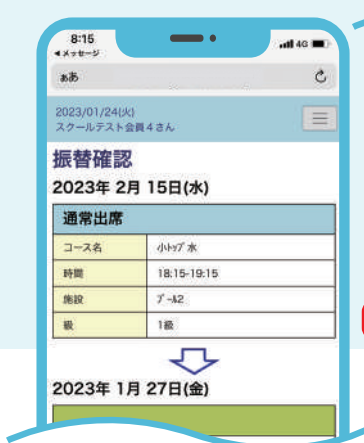 8:15
4G
◀メッセージ
ぁあ
2023/01/24(火)
スクールテスト会員4さん
振替確認
2023年 2月 15日(水)
通常出席
コース名 小トップ 水
時間 18:15-19:15
施設 プール2
級 1級
2023年 1月 27日(金)